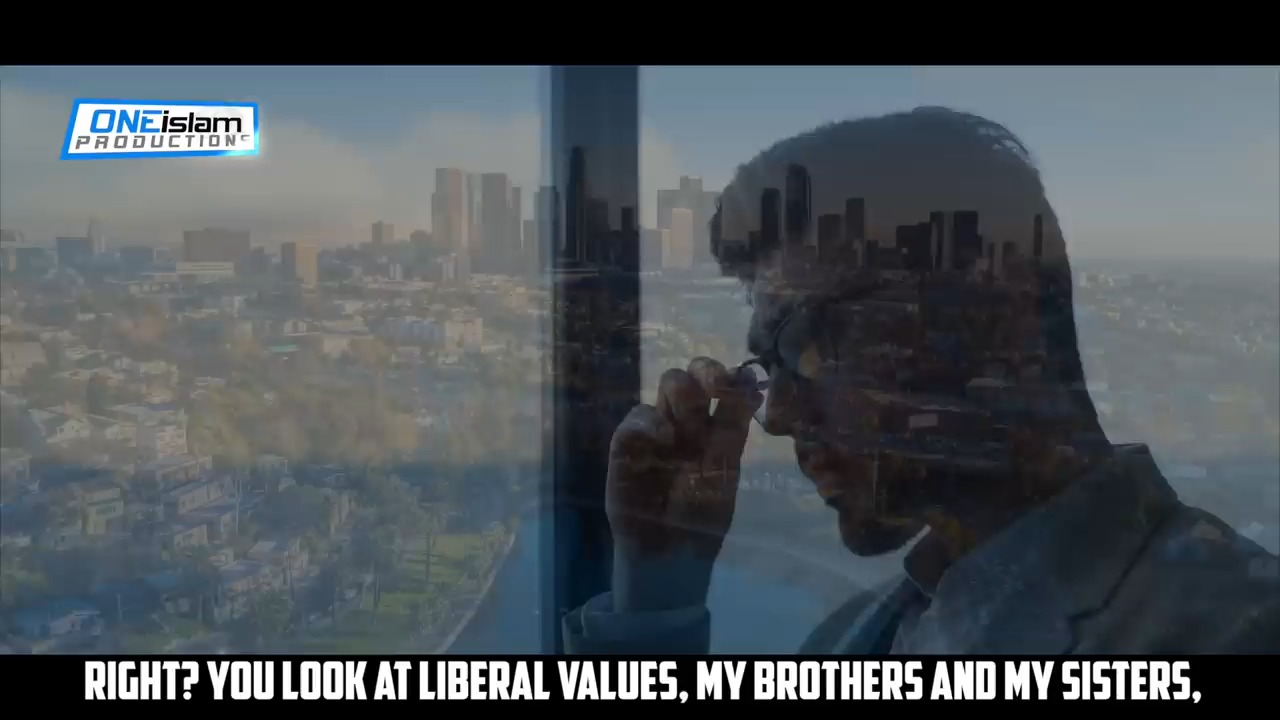 ONEislam
PRODUCTIONS
RIGHT? YOU LOOK AT LIBERAL VALUES, MY BROTHERS AND MY SISTERS,